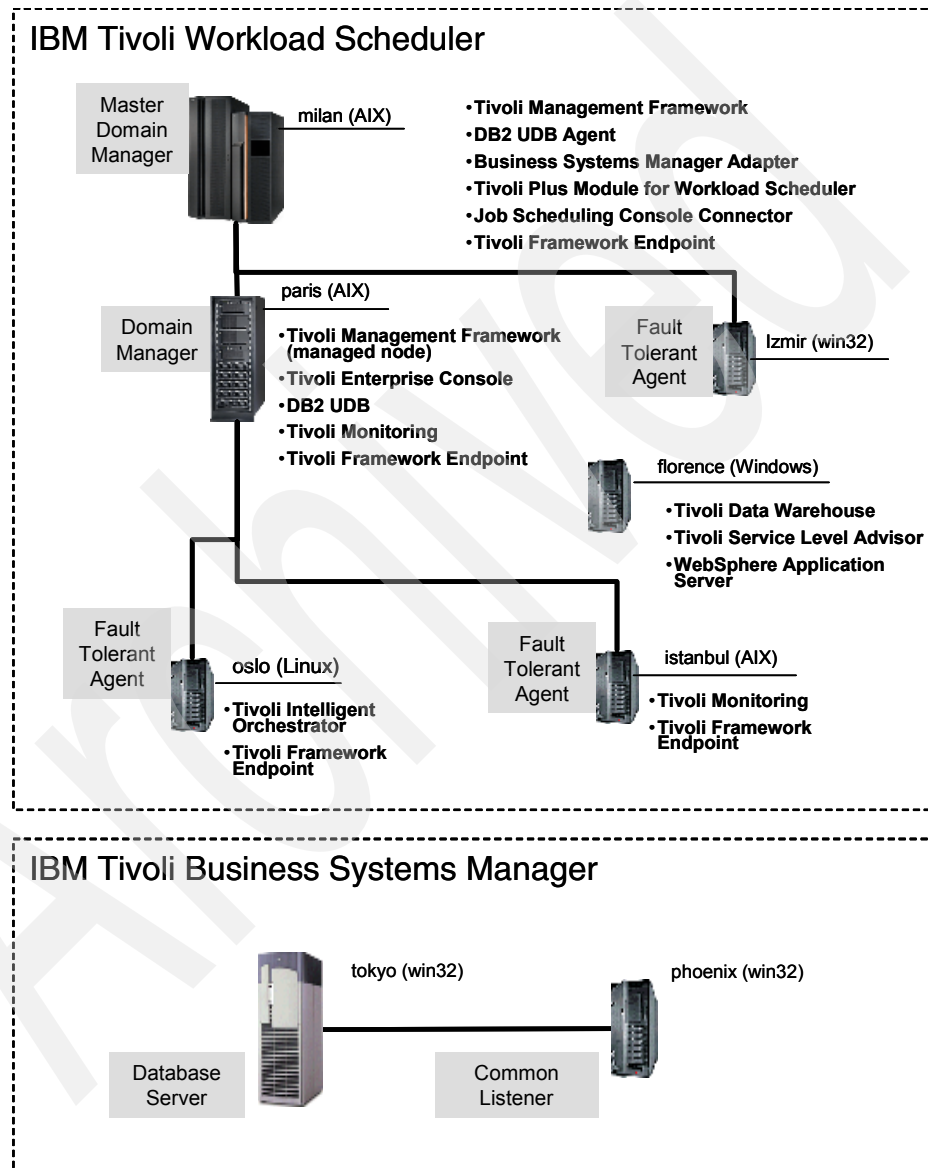 IBM Tivoli Workload Scheduler
Master
Domain
Manager
milan (AIX)
•Tivoli Management Framework
•DB2 UDB Agent
•Business Systems Manager Adapter
•Tivoli Plus Module for Workload Scheduler
•Job Scheduling Console Connector
•Tivoli Framework Endpoint
Domain
Manager
paris (AIX)
•Tivoli Management Framework
(managed node)
•Tivoli Enterprise Console
•DB2 UDB
•Tivoli Monitoring
•Tivoli Framework Endpoint
Fault
Tolerant
Agent
Izmir (win32)
florence (Windows)
•Tivoli Data Warehouse
•Tivoli Service Level Advisor
•WebSphere Application
Server
Fault
Tolerant
Agent
oslo (Linux)
•Tivoli Intelligent
Orchestrator
•Tivoli Framework
Endpoint
Fault
Tolerant
Agent
istanbul (AIX)
•Tivoli Monitoring
•Tivoli Framework
Endpoint
IBM Tivoli Business Systems Manager
tokyo (win32)
phoenix (win32)
Database
Server
Common
Listener
Archived